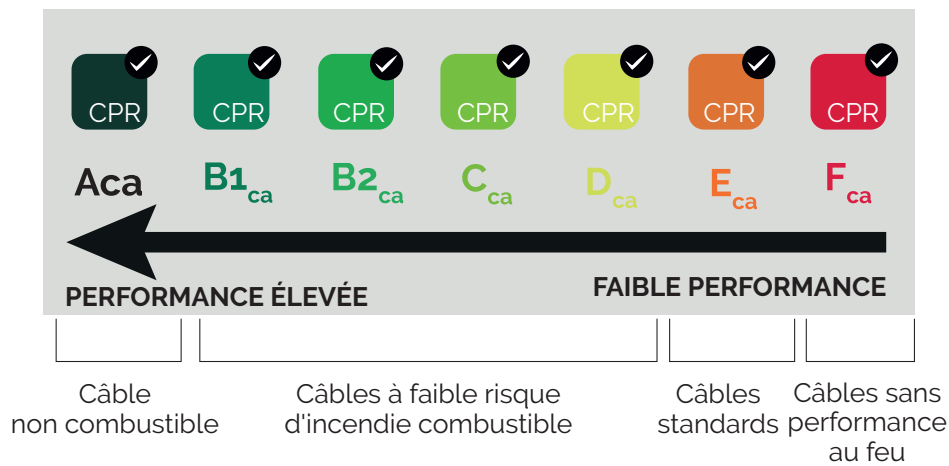 CPR CPR CPR CPR CPR CPR CPR
Aca B1ca B2ca Cca Dca Eca Fca
PERFORMANCE ÉLEVÉE
FAIBLE PERFORMANCE
Câble
non combustible
Câbles à faible risque
d'incendie combustible
Câbles
standards
Câbles sans
performance
au feu